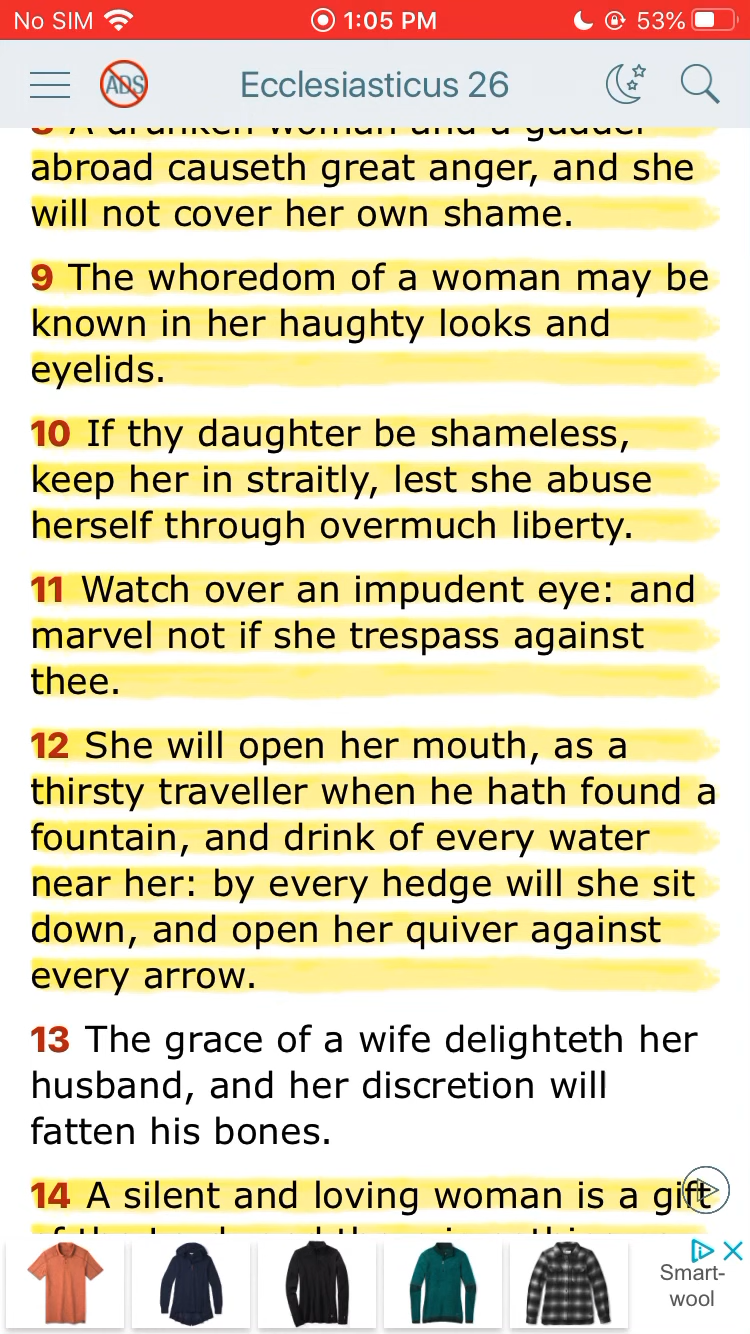 No SIM 1:05 PM 53%
ADS Ecclesiasticus 26
8 A drunken woman and a gadder
abroad causeth great anger, and she
will not cover her own shame.
9 The whoredom of a woman may be
known in her haughty looks and
eyelids.
10 If thy daughter be shameless,
keep her in straitly, lest she abuse
herself through overmuch liberty.
11 Watch over an impudent eye: and
marvel not if she trespass against
thee.
12 She will open her mouth, as a
thirsty traveller when he hath found a
fountain, and drink of every water
near her: by every hedge will she sit
down, and open her quiver against
every arrow.
13 The grace of a wife delighteth her
husband, and her discretion will
fatten his bones.
14 A silent and loving woman is a gift
Smart-
wool